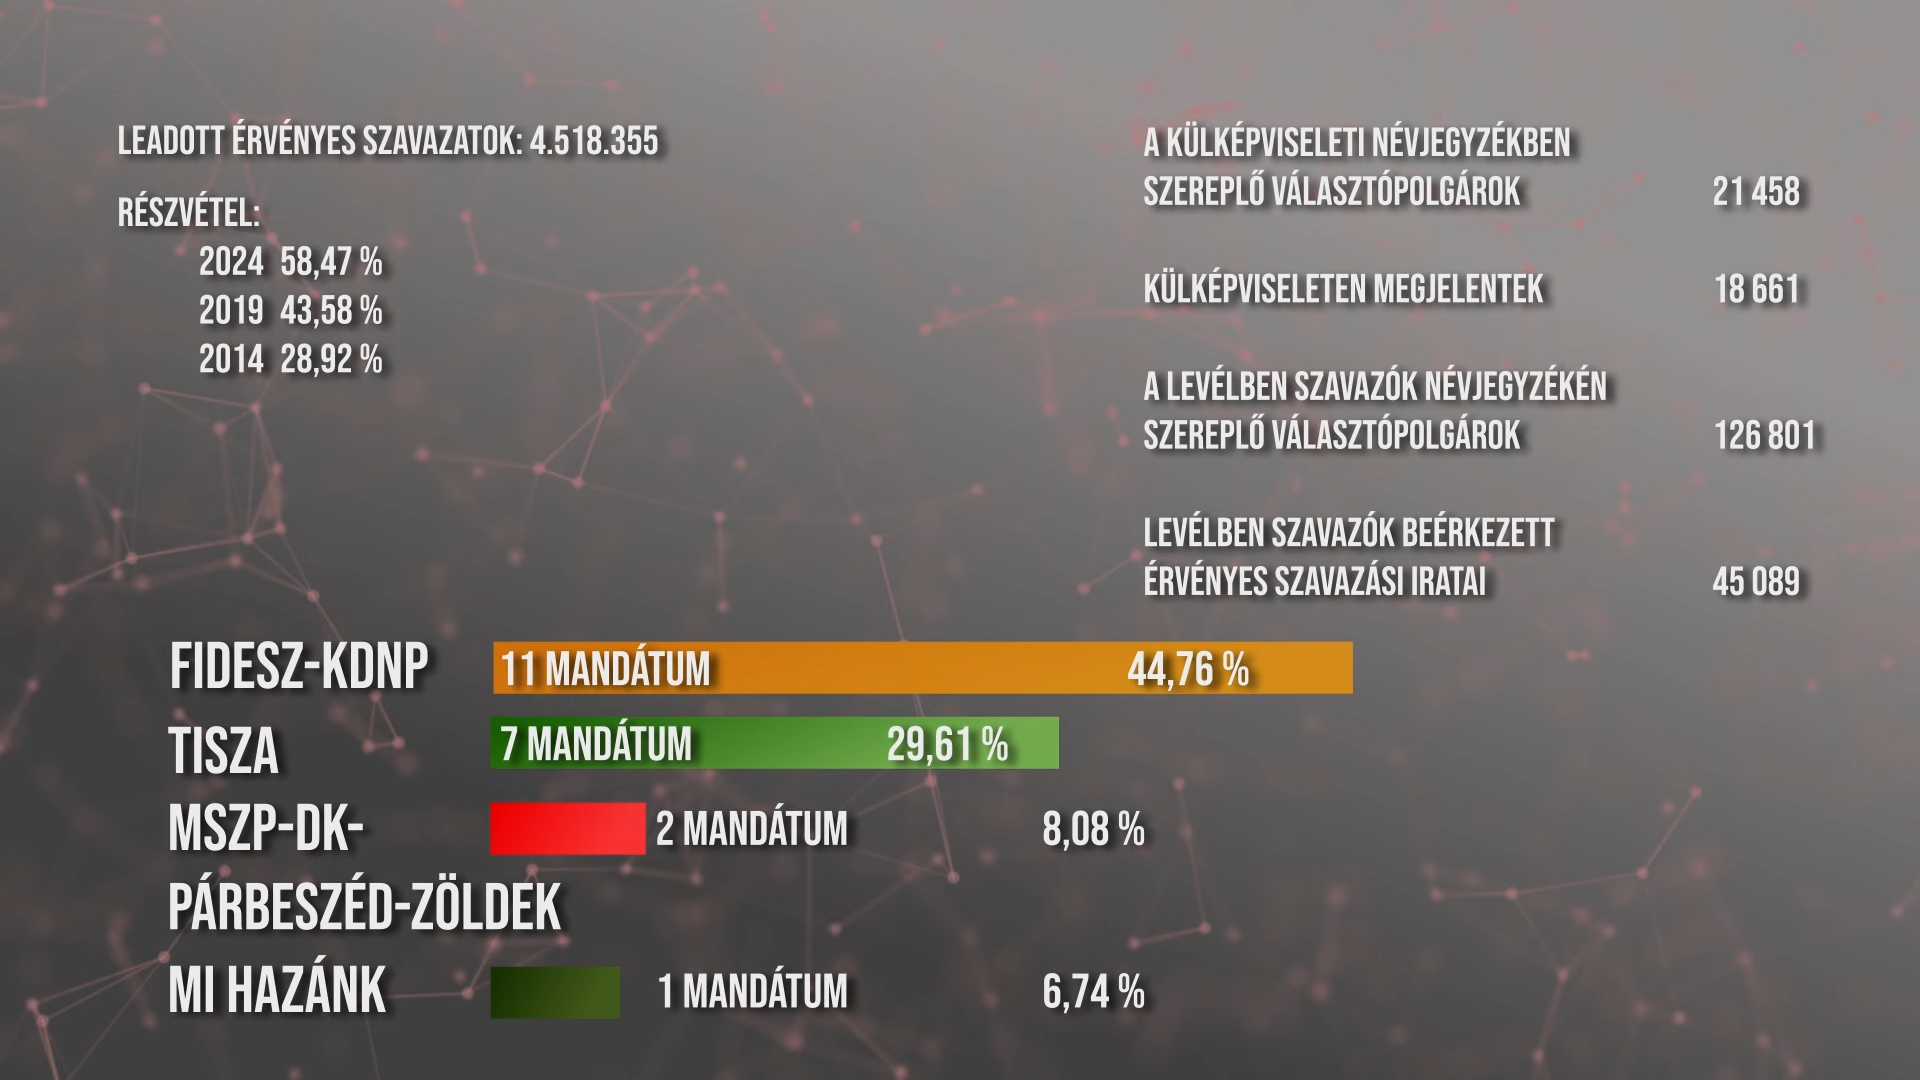 LEADOTT ÉRVÉNYES SZAVAZATOK: 4.518.355
RÉSZVÉTEL:
2024 58,47 %
2019 43,58 %
2014 28,92 %
A KÜLKÉPVISELETI NÉVJEGYZÉKBEN
SZEREPLŐ VÁLASZTÓPOLGÁROK 21 458
KÜLKÉPVISELETEN MEGJELENTEK 18 661
A LEVÉLBEN SZAVAZÓK NÉVJEGYZÉKÉN
SZEREPLŐ VÁLASZTÓPOLGÁROK 126 801
LEVÉLBEN SZAVAZÓK BEÉRKEZETT
ÉRVÉNYES SZAVAZÁSI IRATAI 45 089
FIDESZ-KDNP 11 MANDÁTUM 44,76 %
TISZA 7 MANDÁTUM 29,61 %
MSZP-DK- 2 MANDÁTUM 8,08 %
PÁRBESZÉD-ZÖLDEK
MI HAZÁNK 1 MANDÁTUM 6,74 %